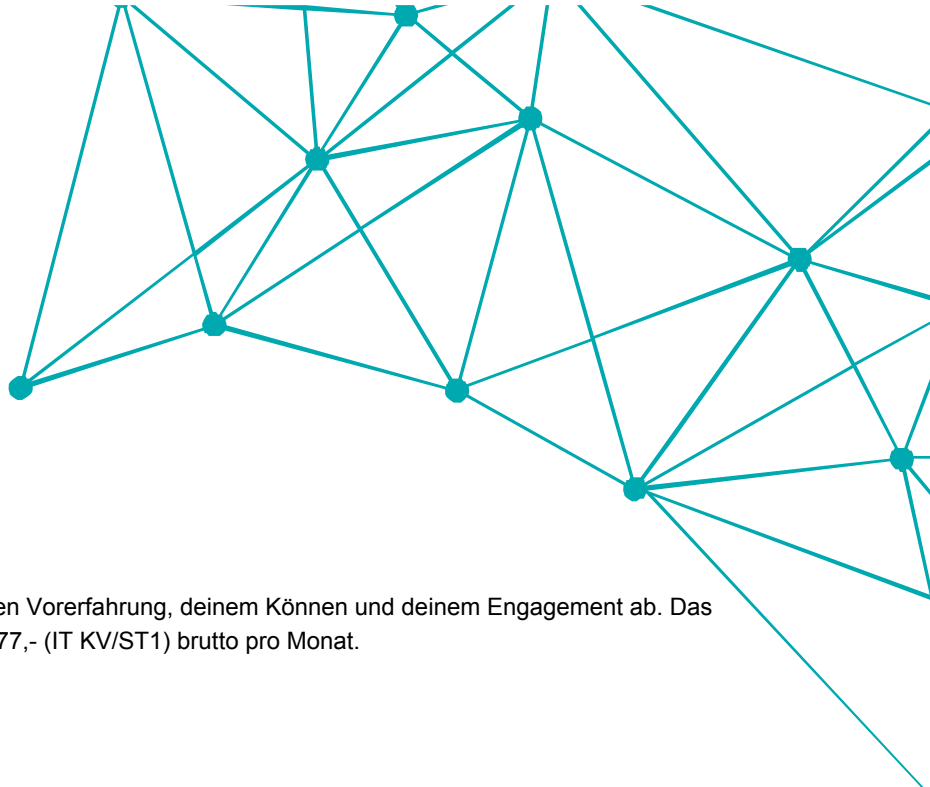 en Vorerfahrung, deinem Können und deinem Engagement ab. Das
77,- (IT KV/ST1) brutto pro Monat.